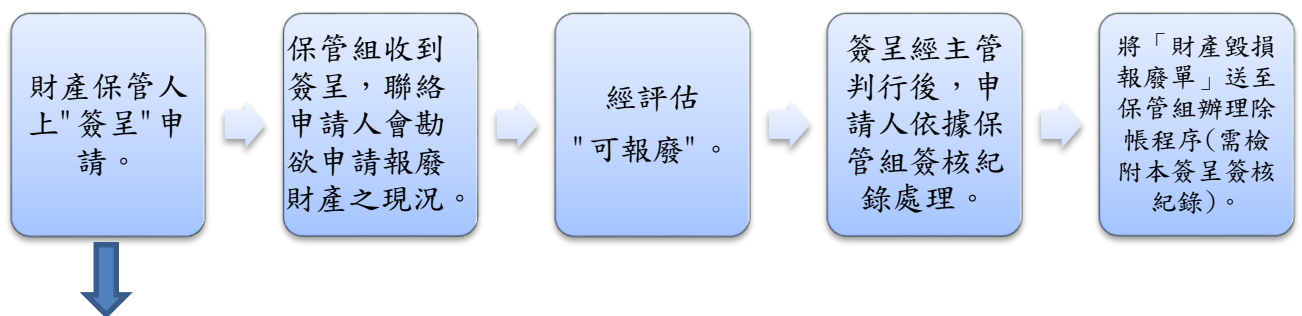 財產保管人
上"簽呈"申
請。
保管組收到
簽呈，聯絡
申請人會勘
欲申請報廢
財產之現況。
經評估
"可報廢"。
簽呈經主管
判行後，申
請人依據保
管組簽核紀
錄處理。
將「財產毀損
報廢單」送至
保管組辦理除
帳程序(需檢
附本簽呈簽核
紀錄)。